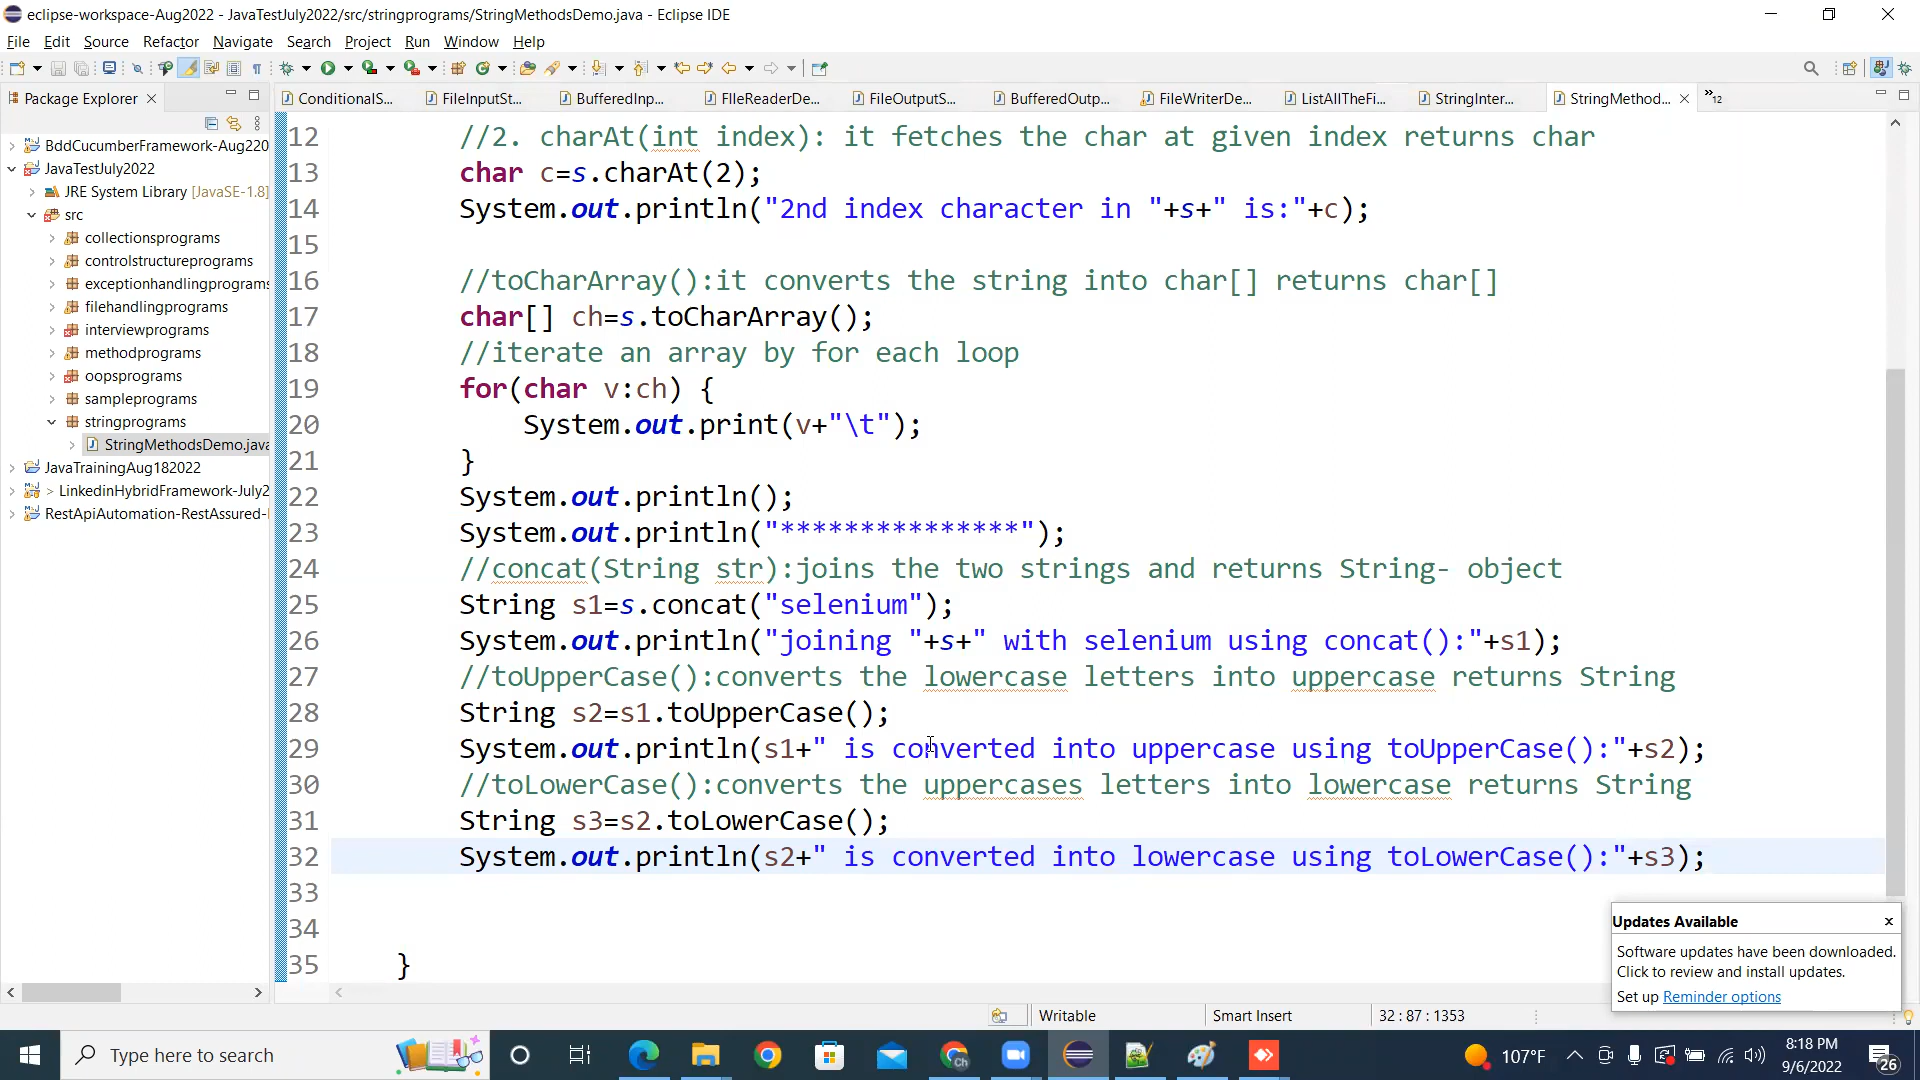 eclipse-workspace-Aug2022 - JavaTestJuly2022/src/stringprograms/StringMethodsDemo.java - Eclipse IDE
File Edit Source Refactor Navigate Search Project Run Window Help
Package Explorer
ConditionalS... FileInputSt... BufferedInp... FIleReaderDe... FileOutputS... BufferedOutp... FileWriterDe... ListAllTheFi... StringInter... StringMethod... »12
BddCucumberFramework-Aug220
JavaTestJuly2022
JRE System Library [JavaSE-1.8]
src
collectionsprograms
controlstructureprograms
exceptionhandlingprograms
filehandlingprograms
interviewprograms
methodprograms
oopsprograms
sampleprograms
stringprograms
StringMethodsDemo.java
JavaTrainingAug182022
> LinkedinHybridFramework-July2
RestApiAutomation-RestAssured-
12 //2. charAt(int index): it fetches the char at given index returns char
13 char c=s.charAt(2);
14 System.out.println("2nd index character in "+s+" is:"+c);
15
16 //toCharArray():it converts the string into char[] returns char[]
17 char[] ch=s.toCharArray();
18 //iterate an array by for each loop
19 for(char v:ch) {
20 System.out.print(v+"\t");
21 }
22 System.out.println();
23 System.out.println("***************");
24 //concat(String str):joins the two strings and returns String- object
25 String s1=s.concat("selenium");
26 System.out.println("joining "+s+" with selenium using concat():"+s1);
27 //toUpperCase():converts the lowercase letters into uppercase returns String
28 String s2=s1.toUpperCase();
29 System.out.println(s1+" is converted into uppercase using toUpperCase():"+s2);
30 //toLowerCase():converts the uppercases letters into lowercase returns String
31 String s3=s2.toLowerCase();
32 System.out.println(s2+" is converted into lowercase using toLowerCase():"+s3);
33
34
35 }
Updates Available
Software updates have been downloaded.
Click to review and install updates.
Set up Reminder options
Writable Smart Insert 32 : 87 : 1353
Type here to search
107°F
8:18 PM
9/6/2022
26